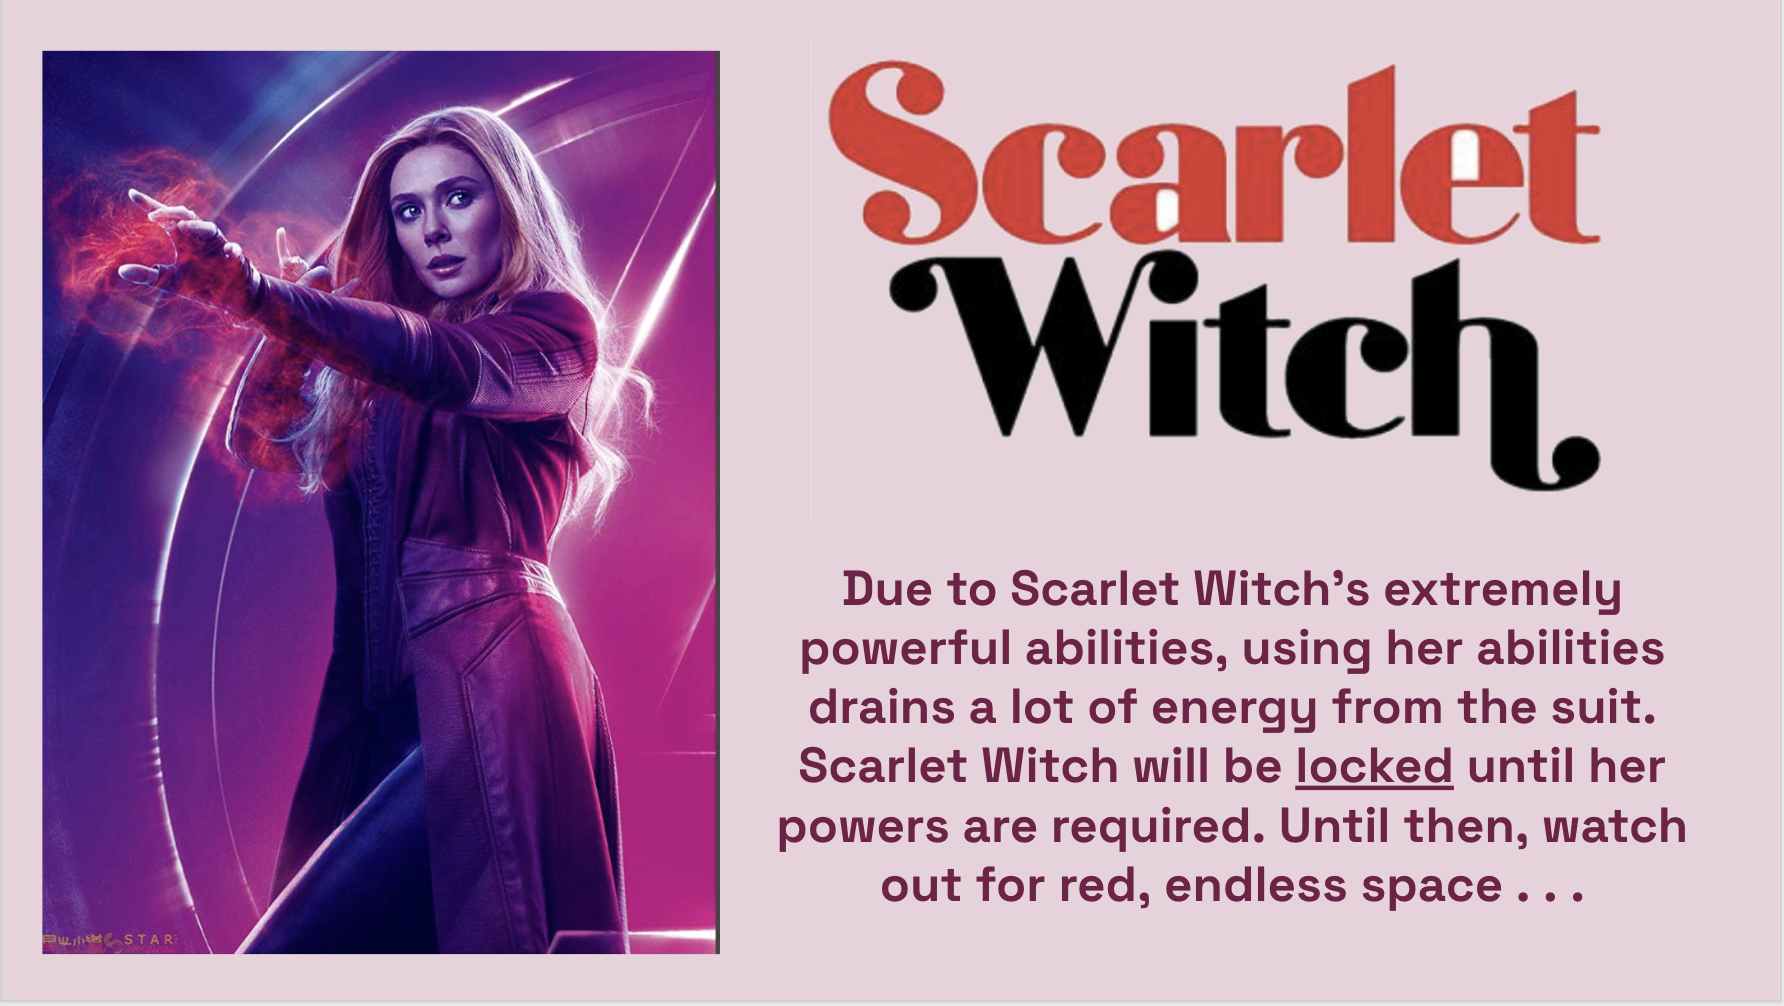 Scarlet
Witch
Due to Scarlet Witch’s extremely
powerful abilities, using her abilities
drains a lot of energy from the suit.
Scarlet Witch will be locked until her
powers are required. Until then, watch
out for red, endless space . . .
STAR